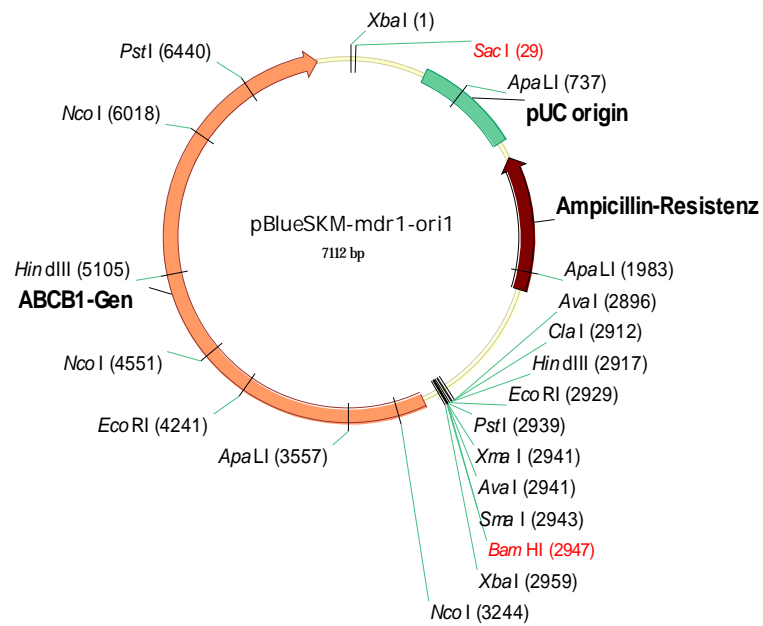 XbaI (1)
SacI (29)
ApaLI (737)
pUC origin
Ampicillin-Resistenz
ApaLI (1983)
AvaI (2896)
ClaI (2912)
HindIII (2917)
EcoRI (2929)
PstI (2939)
XmaI (2941)
AvaI (2941)
SmaI (2943)
BamHI (2947)
XbaI (2959)
NcoI (3244)
ApaLI (3557)
EcoRI (4241)
NcoI (4551)
ABCB1-Gen
HindIII (5105)
NcoI (6018)
PstI (6440)
pBlueSKM-mdr1-ori1
7112 bp